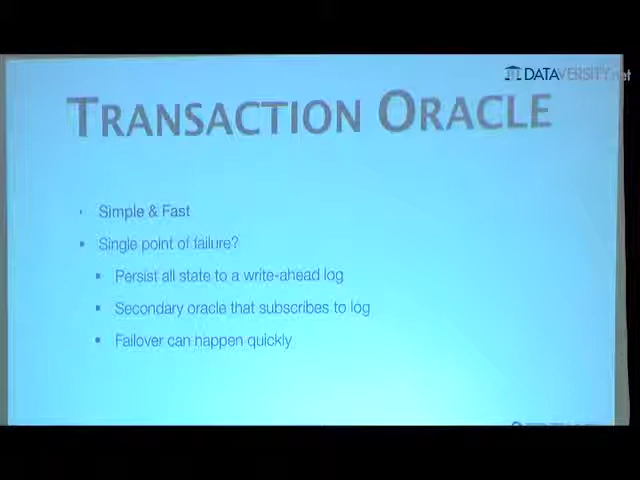 DATAVERSITY.net
TRANSACTION ORACLE
Simple & Fast
Single point of failure?
Persist all state to a write-ahead log
Secondary oracle that subscribes to log
Failover can happen quickly